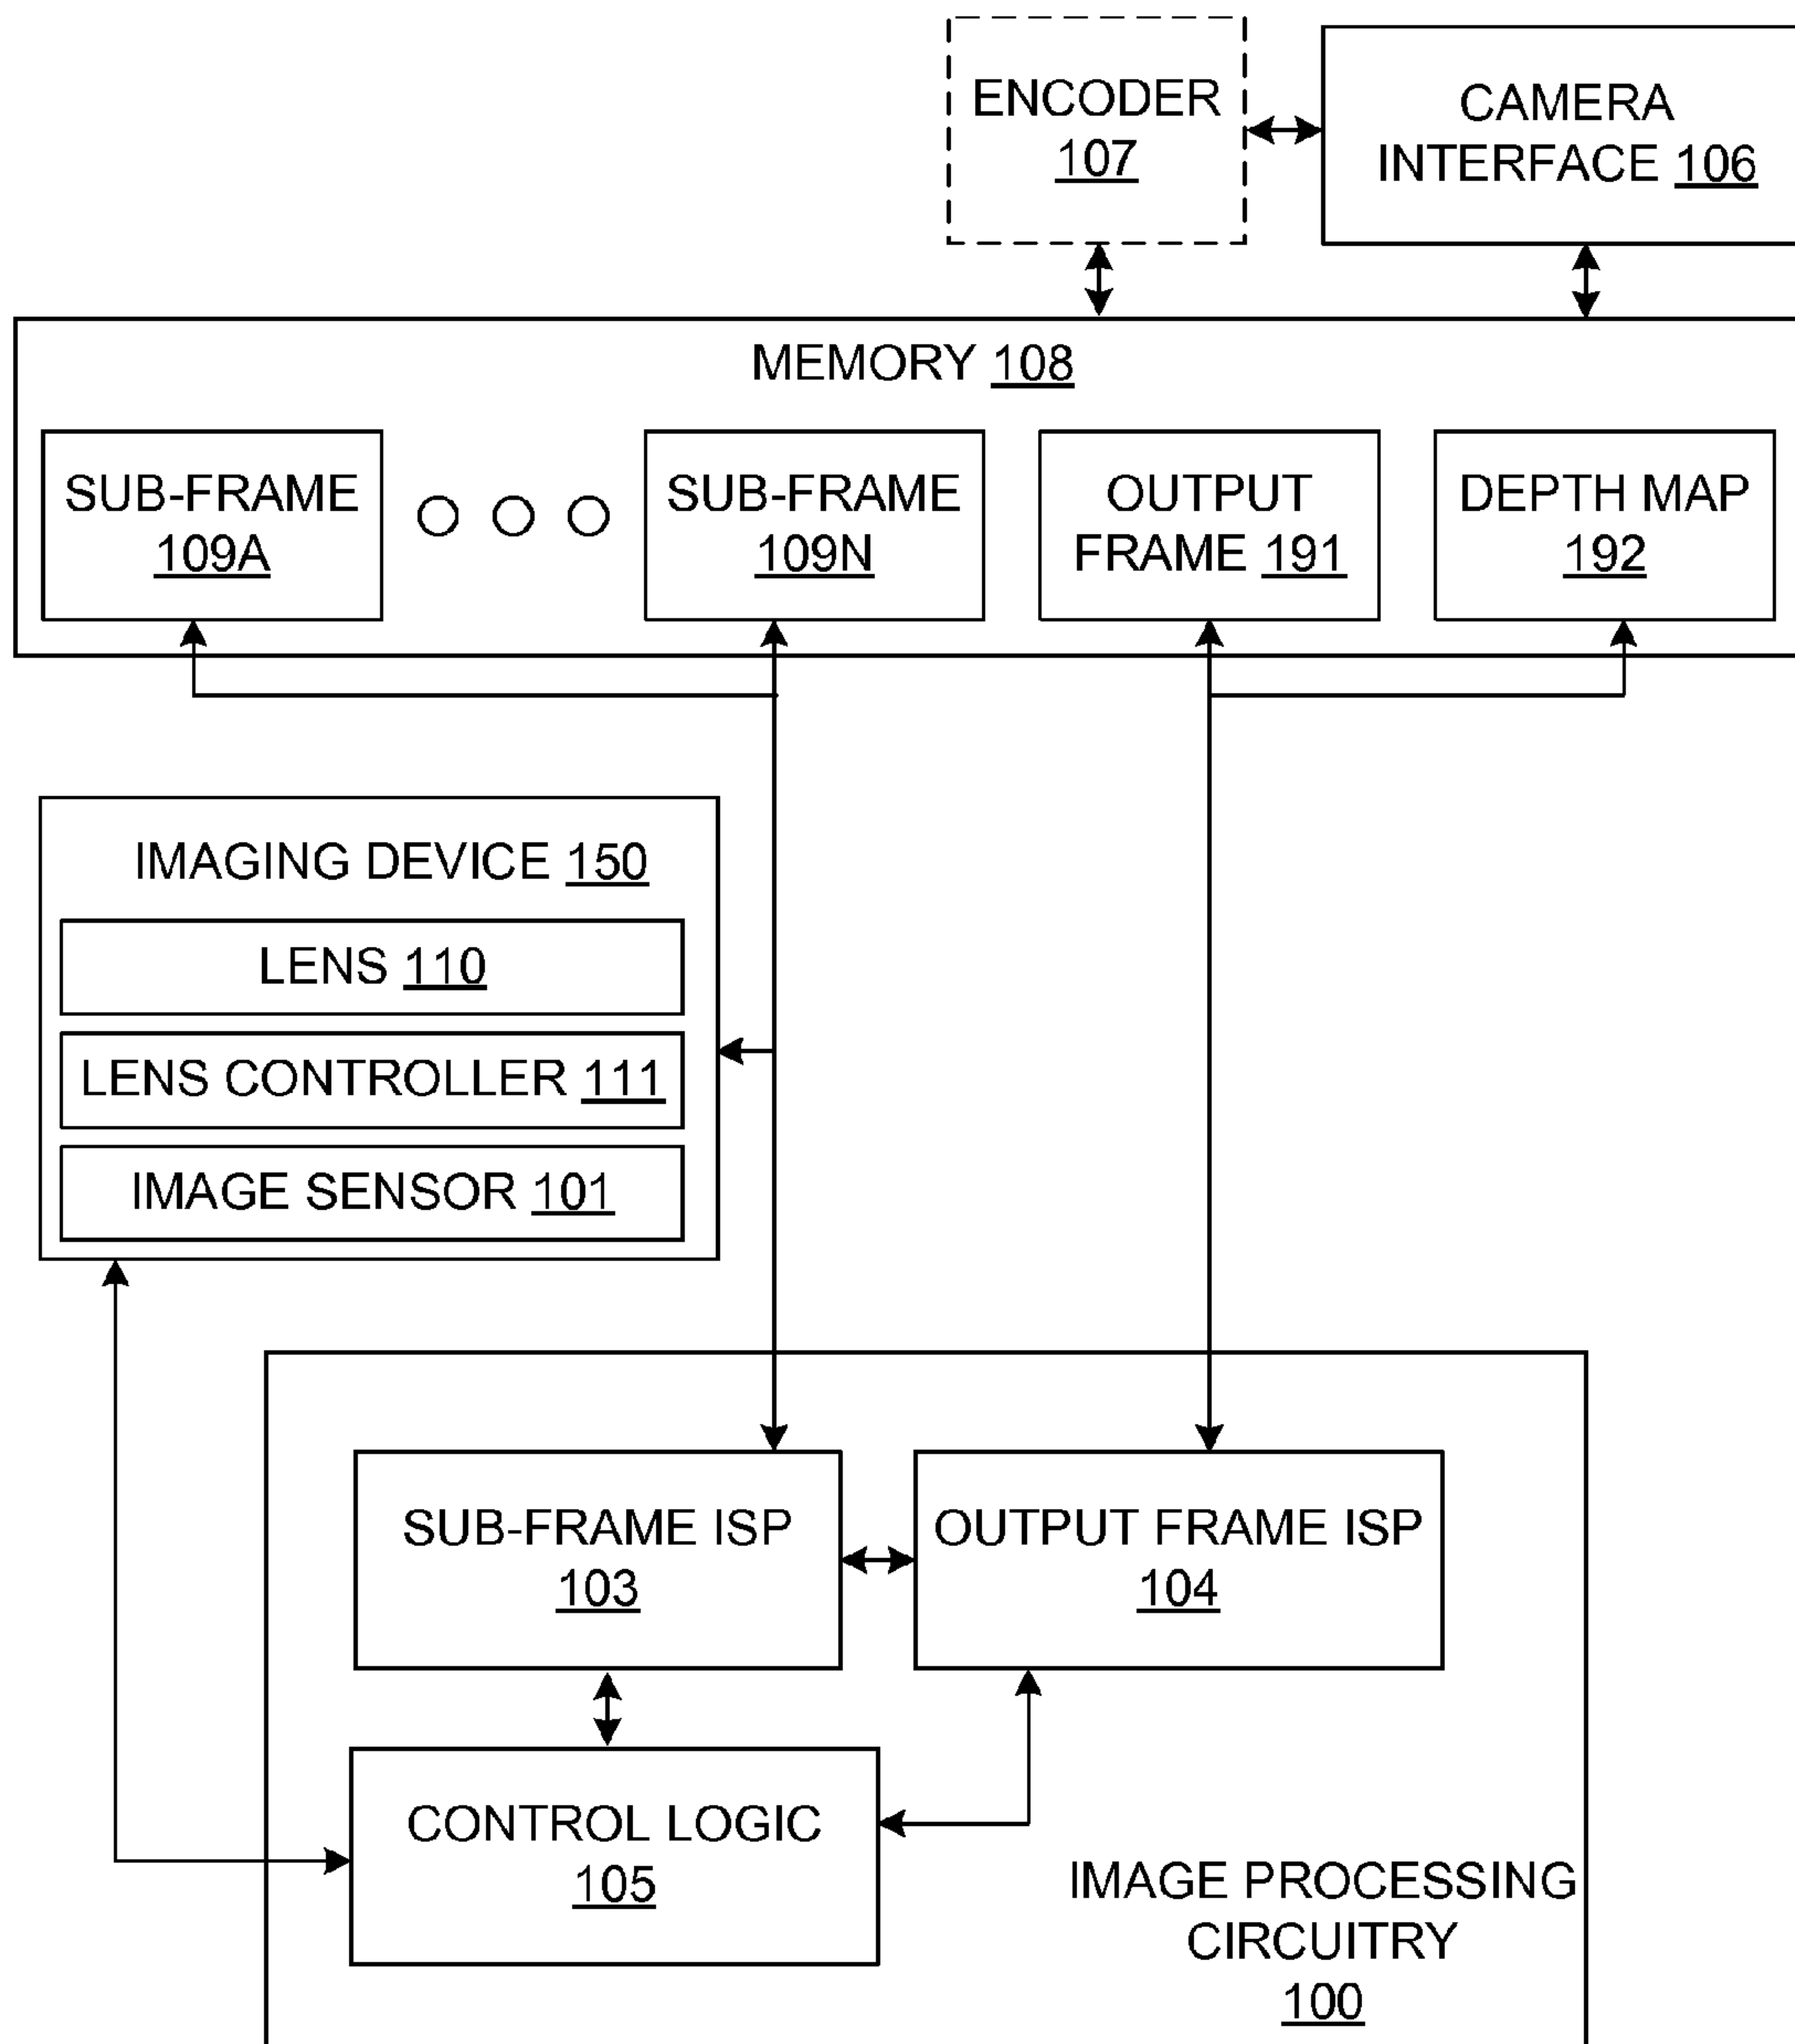 ENCODER
107
CAMERA
INTERFACE 106
MEMORY 108
SUB-FRAME
109A
SUB-FRAME
109N
OUTPUT
FRAME 191
DEPTH MAP
192
IMAGING DEVICE 150
LENS 110
LENS CONTROLLER 111
IMAGE SENSOR 101
SUB-FRAME ISP
103
OUTPUT FRAME ISP
104
CONTROL LOGIC
105
IMAGE PROCESSING
CIRCUITRY
100